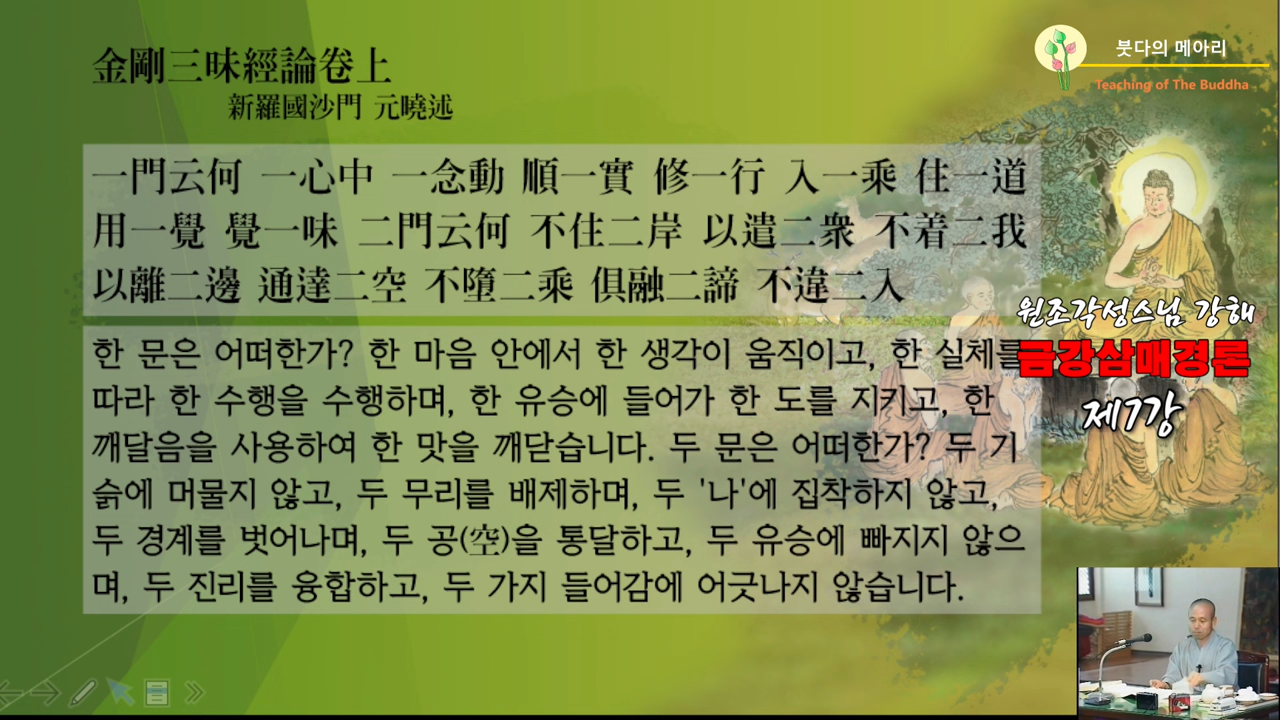 金剛三昧經論卷上
新羅國沙門 元曉述
붓다의 메아리
Teaching of The Buddha
一門云何 一心中 一念動 順一實 修一行 入一乘 住一道
用一覺 覺一味 二門云何 不住二岸 以遣二衆 不着二我
以離二邊 通達二空 不墮二乘 俱融二諦 不違二入
한 문은 어떠한가? 한 마음 안에서 한 생각이 움직이고, 한 실체를
따라 한 수행을 수행하며, 한 유승에 들어가 한 도를 지키고, 한
깨달음을 사용하여 한 맛을 깨닫습니다. 두 문은 어떠한가? 두 기
슭에 머물지 않고, 두 무리를 배제하며, 두 '나'에 집착하지 않고,
두 경계를 벗어나며, 두 공(空)을 통달하고, 두 유승에 빠지지 않으
며, 두 진리를 융합하고, 두 가지 들어감에 어긋나지 않습니다.
원조각성스님 강해
금강삼매경론
제7강